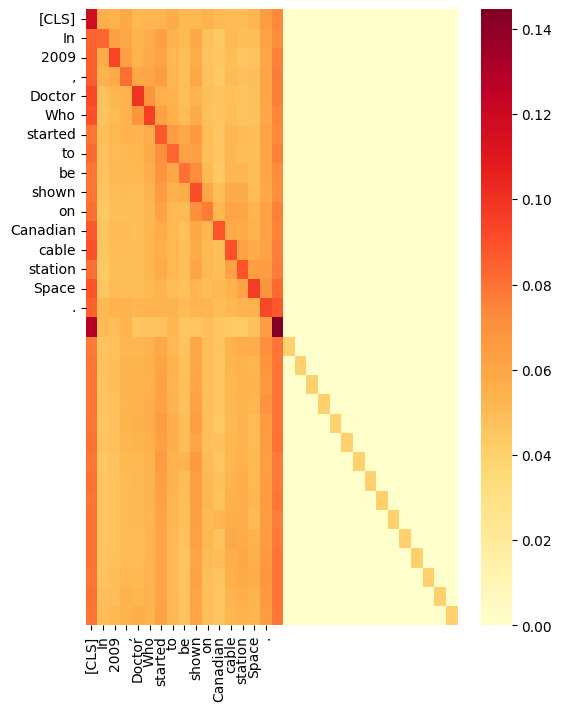 [CLS]
In
2009
,
Doctor
Who
started
to
be
shown
on
Canadian
cable
station
Space
.
0.14
0.12
0.10
0.08
0.06
0.04
0.02
0.00
[CLS]
In
2009
,
Doctor
Who
started
to
be
shown
on
Canadian
cable
station
Space
.